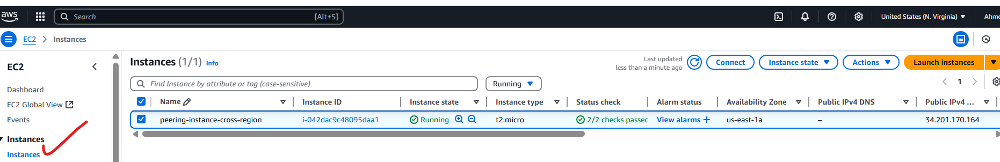 aws Search [Alt+S] United States (N. Virginia) Ahme
EC2 > Instances
EC2
Dashboard
EC2 Global View
Events
Instances
Instances
Instances (1/1) Info
Last updated
less than a minute ago
Connect Instance state Actions Launch instances
Find Instance by attribute or tag (case-sensitive) Running 1
Name Instance ID Instance state Instance type Status check Alarm status Availability Zone Public IPv4 DNS Public IPv4 ...
peering-instance-cross-region i-042dac9c48095daa1 Running t2.micro 2/2 checks passec View alarms + us-east-1a – 34.201.170.164